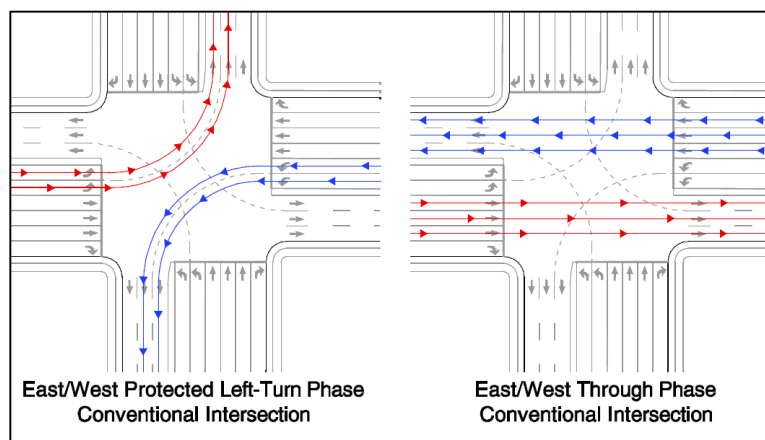 East/West Protected Left-Turn Phase
Conventional Intersection
East/West Through Phase
Conventional Intersection